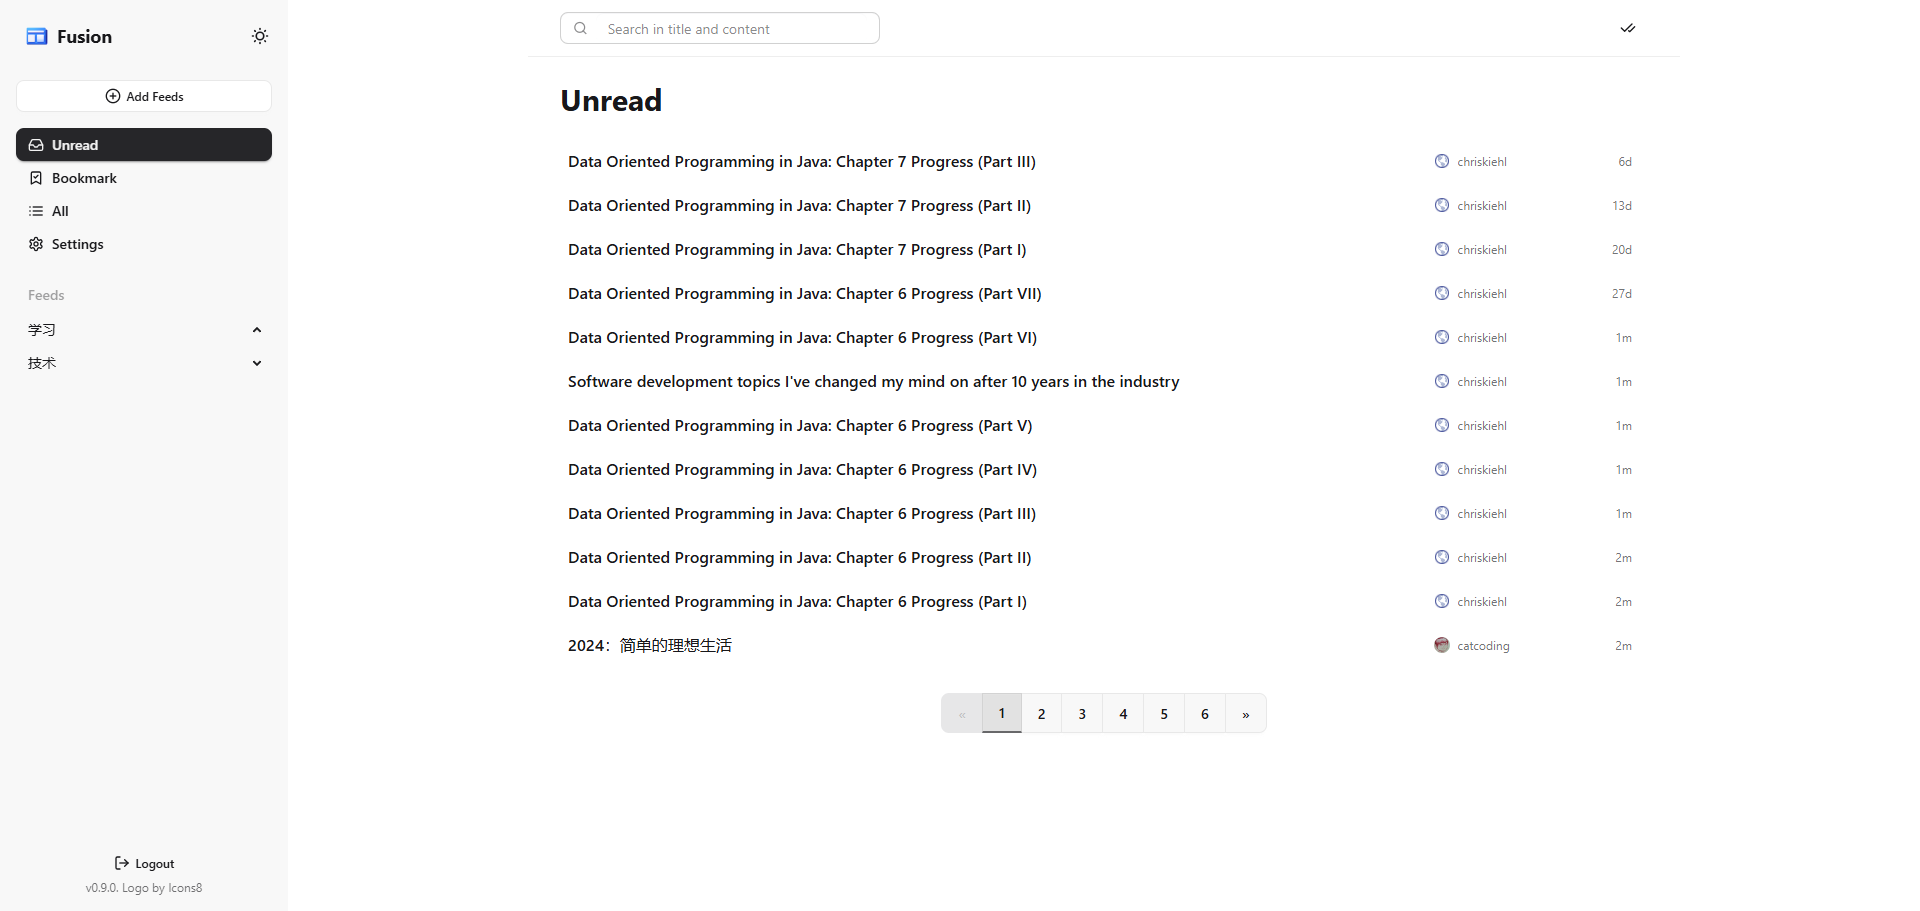 Fusion
Add Feeds
Unread
Bookmark
All
Settings
Feeds
学习
技术
Logout
v0.9.0. Logo by Icons8
Search in title and content
Unread
Data Oriented Programming in Java: Chapter 7 Progress (Part III) chriskiehl 6d
Data Oriented Programming in Java: Chapter 7 Progress (Part II) chriskiehl 13d
Data Oriented Programming in Java: Chapter 7 Progress (Part I) chriskiehl 20d
Data Oriented Programming in Java: Chapter 6 Progress (Part VII) chriskiehl 27d
Data Oriented Programming in Java: Chapter 6 Progress (Part VI) chriskiehl 1m
Software development topics I've changed my mind on after 10 years in the industry chriskiehl 1m
Data Oriented Programming in Java: Chapter 6 Progress (Part V) chriskiehl 1m
Data Oriented Programming in Java: Chapter 6 Progress (Part IV) chriskiehl 1m
Data Oriented Programming in Java: Chapter 6 Progress (Part III) chriskiehl 1m
Data Oriented Programming in Java: Chapter 6 Progress (Part II) chriskiehl 2m
Data Oriented Programming in Java: Chapter 6 Progress (Part I) chriskiehl 2m
2024：简单的理想生活 catcoding 2m
« 1 2 3 4 5 6 »